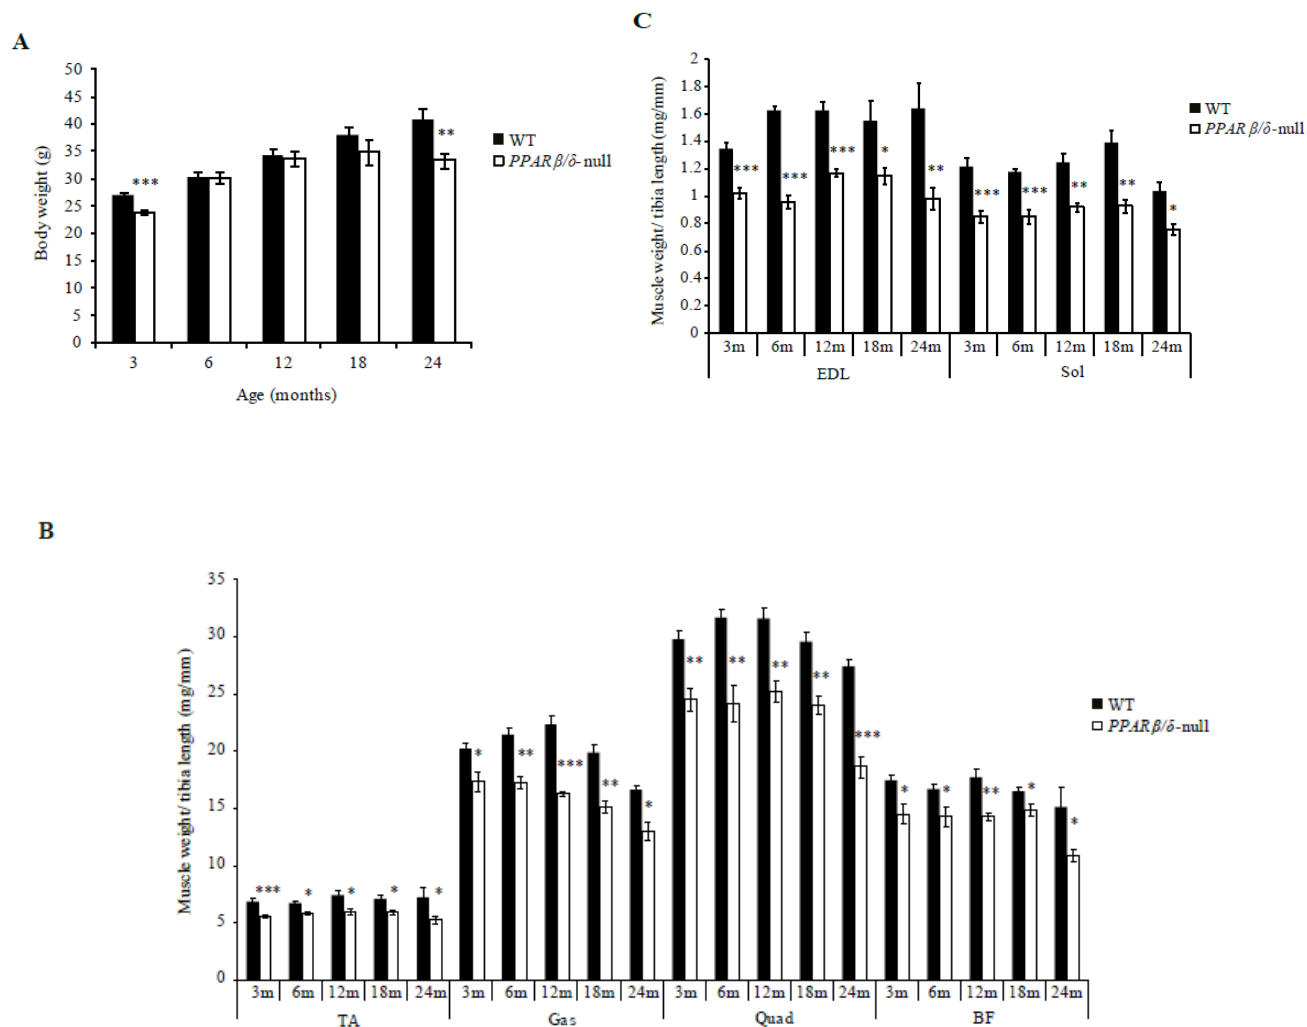 C
A
50
45
40
35
30
25
20
15
10
5
0
Body weight (g)
***
**
3 6 12 18 24
Age (months)
WT
PPAR β/δ- null
2
1.8
1.6
1.4
1.2
1
0.8
0.6
0.4
0.2
0
Muscle weight/ tibia length (mg/mm)
*** *** *** * ** *** *** ** ** *
3m 6m 12m 18m 24m 3m 6m 12m 18m 24m
EDL Sol
WT
PPAR β/δ- null
B
35
30
25
20
15
10
5
0
Muscle weight/ tibia length (mg/mm)
*** * * * * * ** *** ** * ** ** ** ** *** * * ** * *
3m 6m 12m 18m 24m 3m 6m 12m 18m 24m 3m 6m 12m 18m 24m 3m 6m 12m 18m 24m
TA Gas Quad BF
WT
PPAR β/δ-null